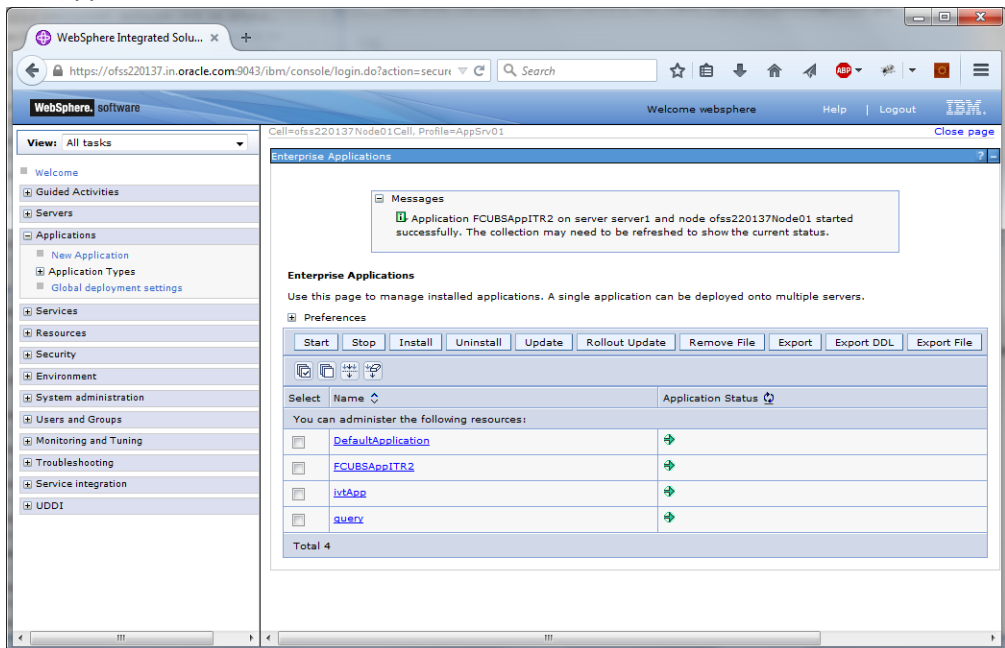 WebSphere Integrated Solu... × +
https://ofss220137.in.oracle.com:9043/ibm/console/login.do?action=secure
Search
ABP
WebSphere. software
Welcome websphere
Help | Logout
IBM.
View: All tasks
Welcome
Guided Activities
Servers
Applications
New Application
Application Types
Global deployment settings
Services
Resources
Security
Environment
System administration
Users and Groups
Monitoring and Tuning
Troubleshooting
Service integration
UDDI
Cell=ofss220137Node01Cell, Profile=AppSrv01
Close page
Enterprise Applications
? -
Messages
Application FCUBSAppITR2 on server server1 and node ofss220137Node01 started
successfully. The collection may need to be refreshed to show the current status.
Enterprise Applications
Use this page to manage installed applications. A single application can be deployed onto multiple servers.
Preferences
Start Stop Install Uninstall Update Rollout Update Remove File Export Export DDL Export File
Select Name Application Status
You can administer the following resources:
DefaultApplication
FCUBSAppITR2
ivtApp
query
Total 4